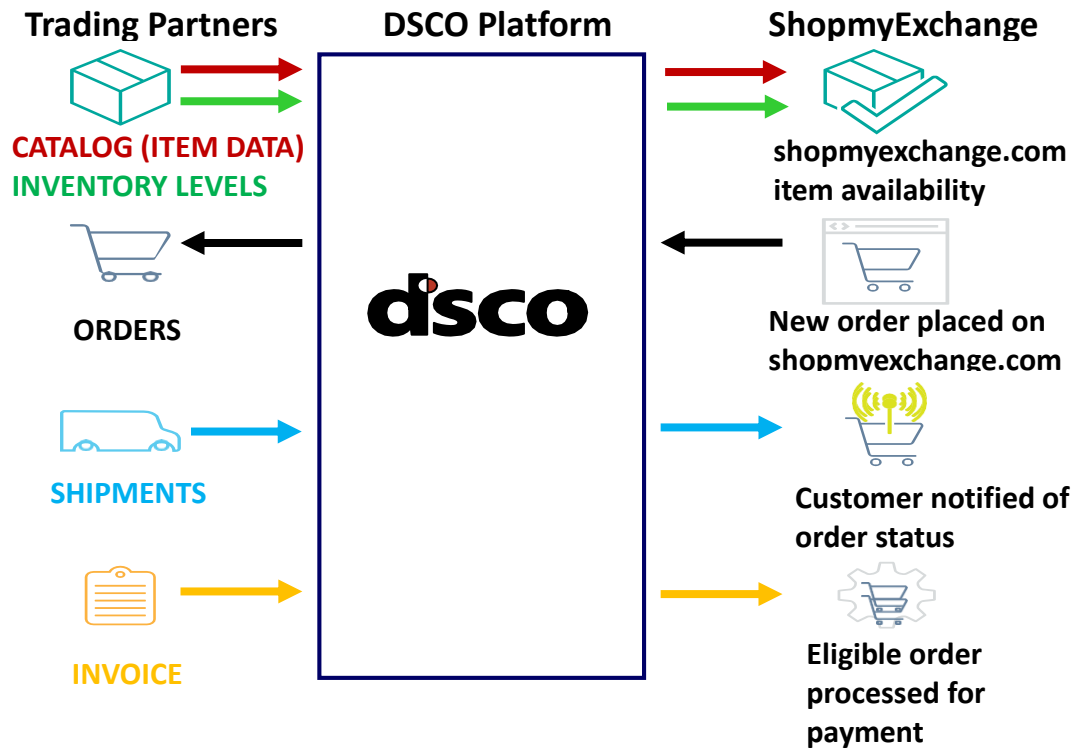 Trading Partners
DSCO Platform
ShopmyExchange
CATALOG (ITEM DATA)
INVENTORY LEVELS
shopmyexchange.com
item availability
ORDERS
dsco
New order placed on
shopmyexchange.com
SHIPMENTS
Customer notified of
order status
INVOICE
Eligible order
processed for
payment